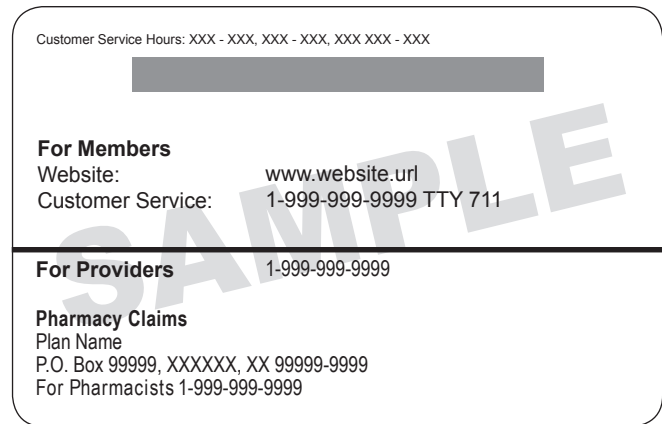 Customer Service Hours: XXX - XXX, XXX - XXX, XXX XXX - XXX
For Members
Website: www.website.url
Customer Service: 1-999-999-9999 TTY 711
SAMPLE
For Providers 1-999-999-9999
Pharmacy Claims
Plan Name
P.O. Box 99999, XXXXXX, XX 99999-9999
For Pharmacists 1-999-999-9999